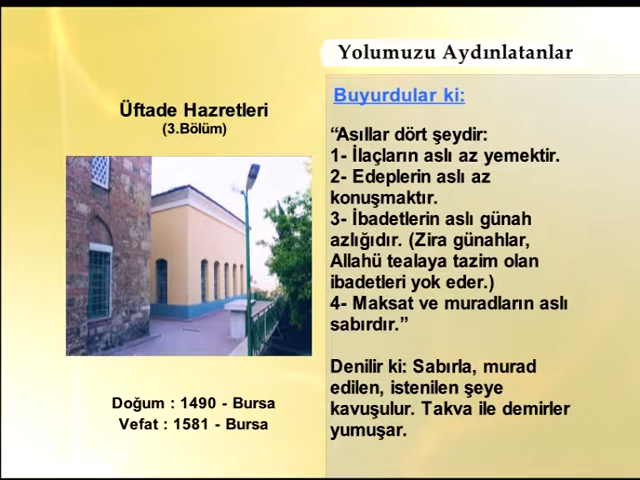 Yolumuzu Aydınlatanlar
Üftade Hazretleri
(3.Bölüm)
Doğum : 1490 - Bursa
Vefat : 1581 - Bursa
Buyurdular ki:
“Asıllar dört şeydir:
1- İlaçların aslı az yemektir.
2- Edeplerin aslı az
konuşmaktır.
3- İbadetlerin aslı günah
azlığıdır. (Zira günahlar,
Allahü tealaya tazim olan
ibadetleri yok eder.)
4- Maksat ve muradların aslı
sabırdır.”
Denilir ki: Sabırla, murad
edilen, istenilen şeye
kavuşulur. Takva ile demirler
yumuşar.